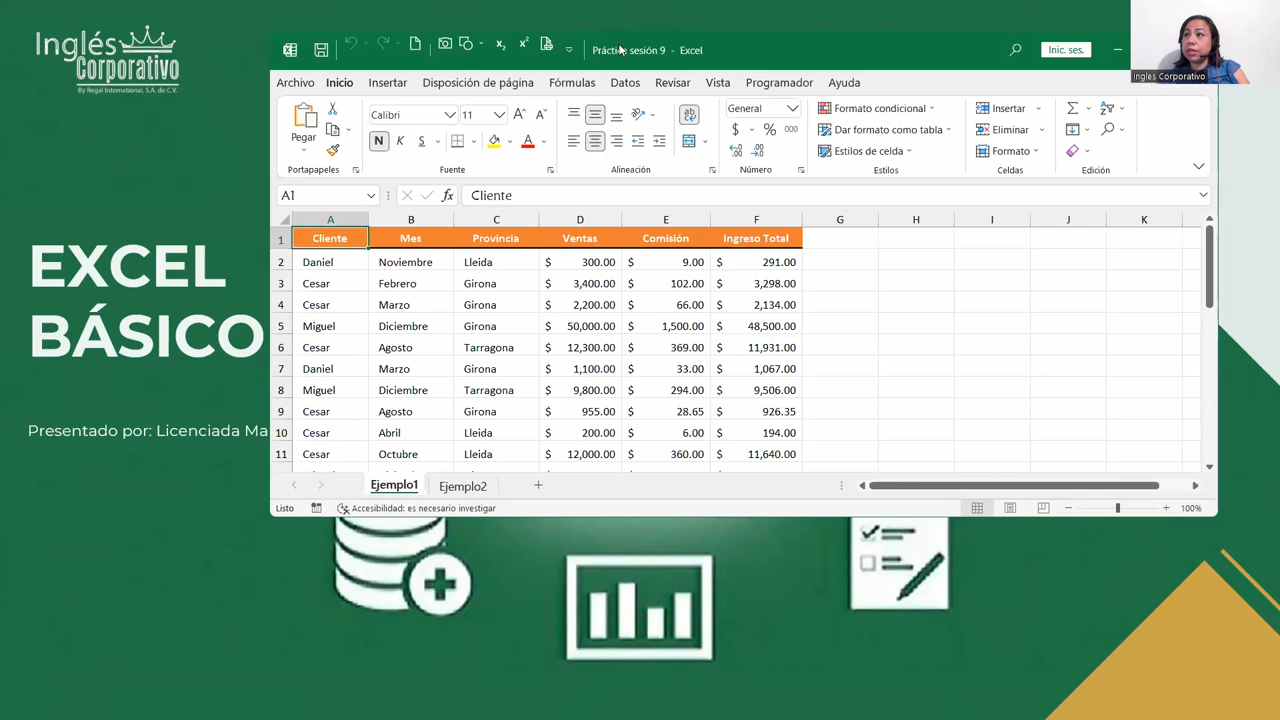 Inglés
Corporativo
By Regal International, S.A. de C.V.
EXCEL
BÁSICO
Presentado por: Licenciada Ma
Práctica sesión 9 - Excel
Inic. ses.
Ingles Corporativo
Archivo Inicio Insertar Disposición de página Fórmulas Datos Revisar Vista Programador Ayuda
Pegar
Portapapeles
Calibri 11
N K S
Fuente
Alineación
General
$ % 000
Número
Formato condicional
Dar formato como tabla
Estilos de celda
Estilos
Insertar
Eliminar
Formato
Celdas
Edición
A1 fx Cliente
A B C D E F G H I J K
1 Cliente Mes Provincia Ventas Comisión Ingreso Total
2 Daniel Noviembre Lleida $ 300.00 $ 9.00 $ 291.00
3 Cesar Febrero Girona $ 3,400.00 $ 102.00 $ 3,298.00
4 Cesar Marzo Girona $ 2,200.00 $ 66.00 $ 2,134.00
5 Miguel Diciembre Girona $ 50,000.00 $ 1,500.00 $ 48,500.00
6 Cesar Agosto Tarragona $ 12,300.00 $ 369.00 $ 11,931.00
7 Daniel Marzo Girona $ 1,100.00 $ 33.00 $ 1,067.00
8 Miguel Diciembre Tarragona $ 9,800.00 $ 294.00 $ 9,506.00
9 Cesar Agosto Girona $ 955.00 $ 28.65 $ 926.35
10 Cesar Abril Lleida $ 200.00 $ 6.00 $ 194.00
11 Cesar Octubre Lleida $ 12,000.00 $ 360.00 $ 11,640.00
Ejemplo1 Ejemplo2
Listo Accesibilidad: es necesario investigar 100%